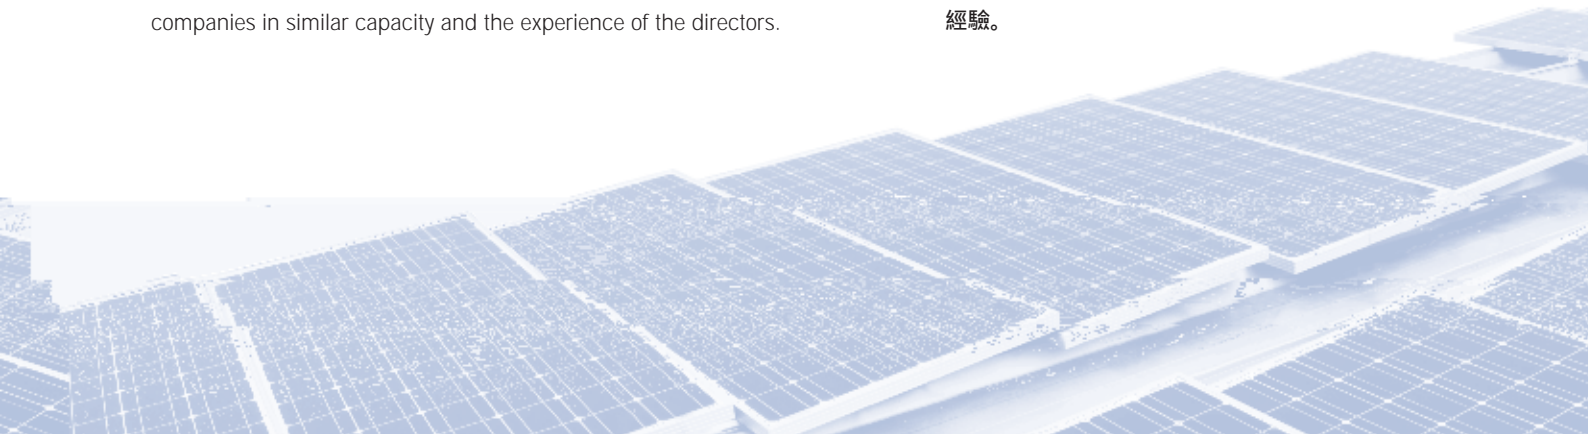 companies in similar capacity and the experience of the directors.
經驗。